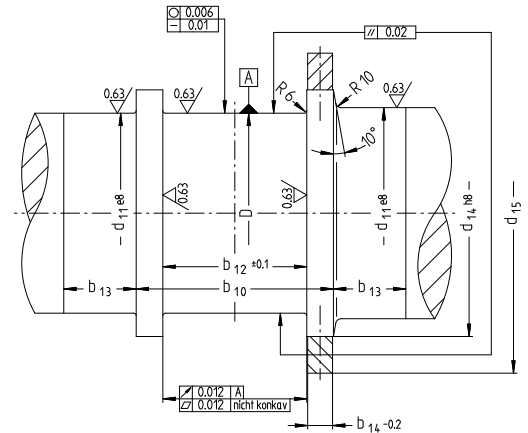 ○ 0.006
─ 0.01
// 0.02
A
R 6
R 10
0.63
0.63
0.63
10°
0.63
0.63
d 11 e8
D
d 11 e8
d 14 h8
d 15
b 12 ±0.1
b 13
b 10
b 13
↗ 0.012 A
▱ 0.012 nicht konkav
b 14 -0.2